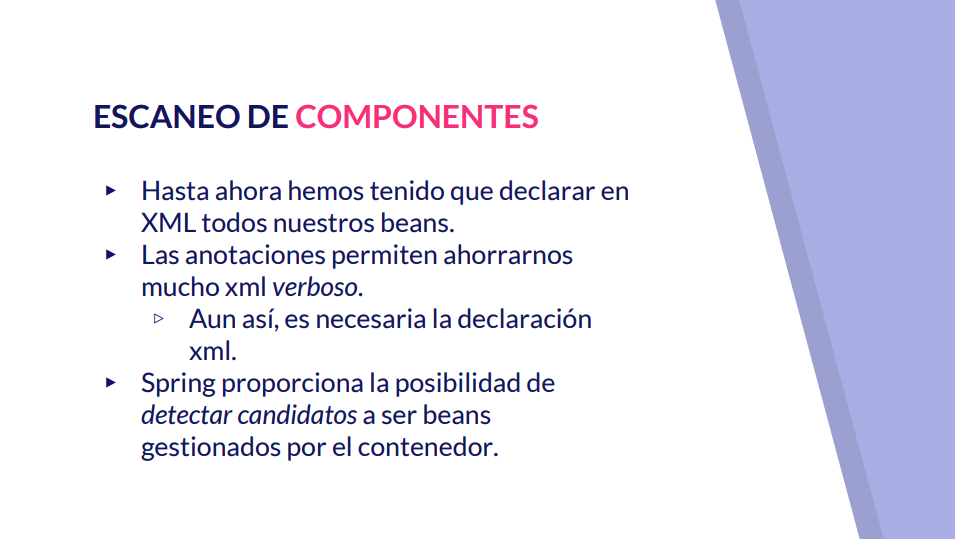 ESCANEO DE COMPONENTES
▸ Hasta ahora hemos tenido que declarar en
XML todos nuestros beans.
▸ Las anotaciones permiten ahorrarnos
mucho xml verboso.
▹ Aun así, es necesaria la declaración
xml.
▸ Spring proporciona la posibilidad de
detectar candidatos a ser beans
gestionados por el contenedor.